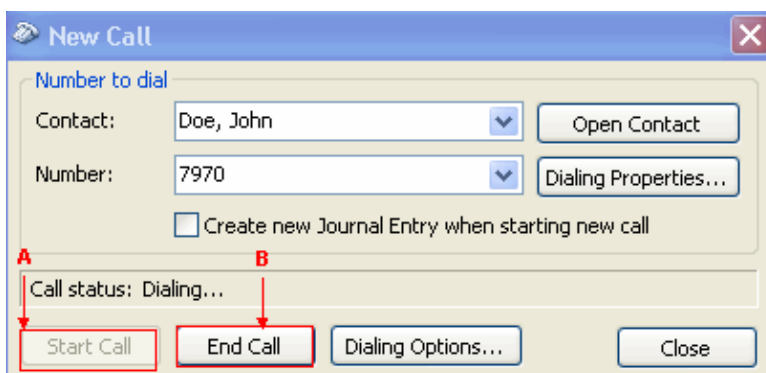 New Call
Number to dial
Contact: Doe, John Open Contact
Number: 7970 Dialing Properties...
Create new Journal Entry when starting new call
A B
Call status: Dialing...
Start Call End Call Dialing Options... Close